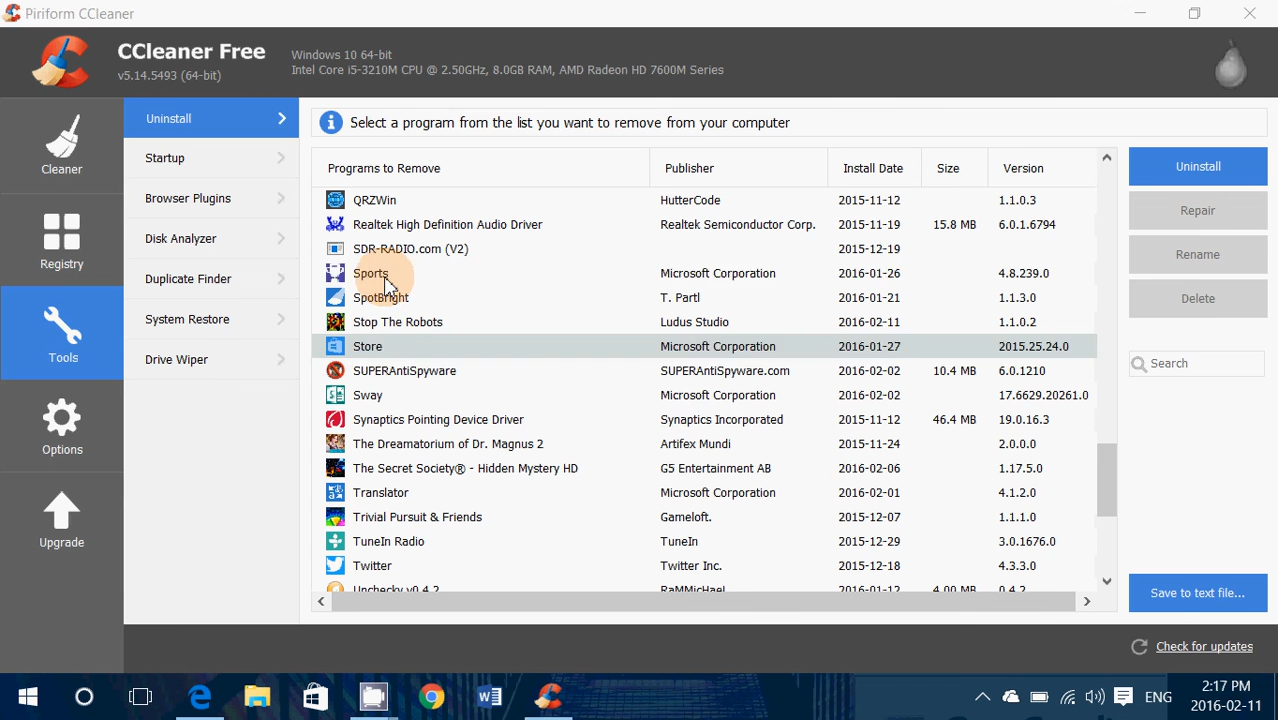 Piriform CCleaner
CCleaner Free
v5.14.5493 (64-bit)
Windows 10 64-bit
Intel Core i5-3210M CPU @ 2.50GHz, 8.0GB RAM, AMD Radeon HD 7600M Series
Cleaner
Registry
Tools
Options
Upgrade
Uninstall
Startup
Browser Plugins
Disk Analyzer
Duplicate Finder
System Restore
Drive Wiper
Select a program from the list you want to remove from your computer
Programs to Remove Publisher Install Date Size Version
QRZWin HutterCode 2015-11-12 1.1.0.3
Realtek High Definition Audio Driver Realtek Semiconductor Corp. 2015-11-19 15.8 MB 6.0.1.6794
SDR-RADIO.com (V2) 2015-12-19
Sports Microsoft Corporation 2016-01-26 4.8.239.0
SpotBright T. Partl 2016-01-21 1.1.3.0
Stop The Robots Ludus Studio 2016-02-11 1.1.0.2
Store Microsoft Corporation 2016-01-27 2015.25.24.0
SUPERAntiSpyware SUPERAntiSpyware.com 2016-02-02 10.4 MB 6.0.1210
Sway Microsoft Corporation 2016-02-02 17.6629.20261.0
Synaptics Pointing Device Driver Synaptics Incorporated 2015-11-12 46.4 MB 19.0.16.3
The Dreamatorium of Dr. Magnus 2 Artifex Mundi 2015-11-24 2.0.0.0
The Secret Society® - Hidden Mystery HD G5 Entertainment AB 2016-02-06 1.17.5.0
Translator Microsoft Corporation 2016-02-01 4.1.2.0
Trivial Pursuit & Friends Gameloft. 2015-12-07 1.1.1.0
TuneIn Radio TuneIn 2015-12-29 3.0.1676.0
Twitter Twitter Inc. 2015-12-18 4.3.3.0
Unchecky v0.4.2 RaMMicHael 2016-01-12 4.00 MB 0.4.2
Uninstall
Repair
Rename
Delete
Search
Save to text file...
Check for updates
ENG
2:17 PM
2016-02-11